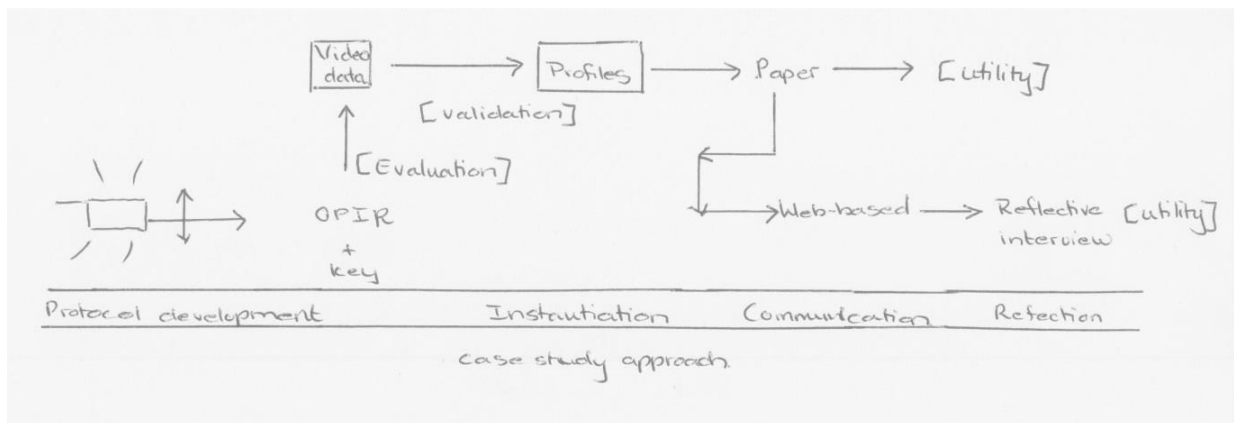 Video
data
Profiles
Paper
[utility]
[validation]
[Evaluation]
OPIR
+
key
Web-based
Reflective
interview
[utility]
Protocol development
Instantiation
Communication
Refection
case study approach.